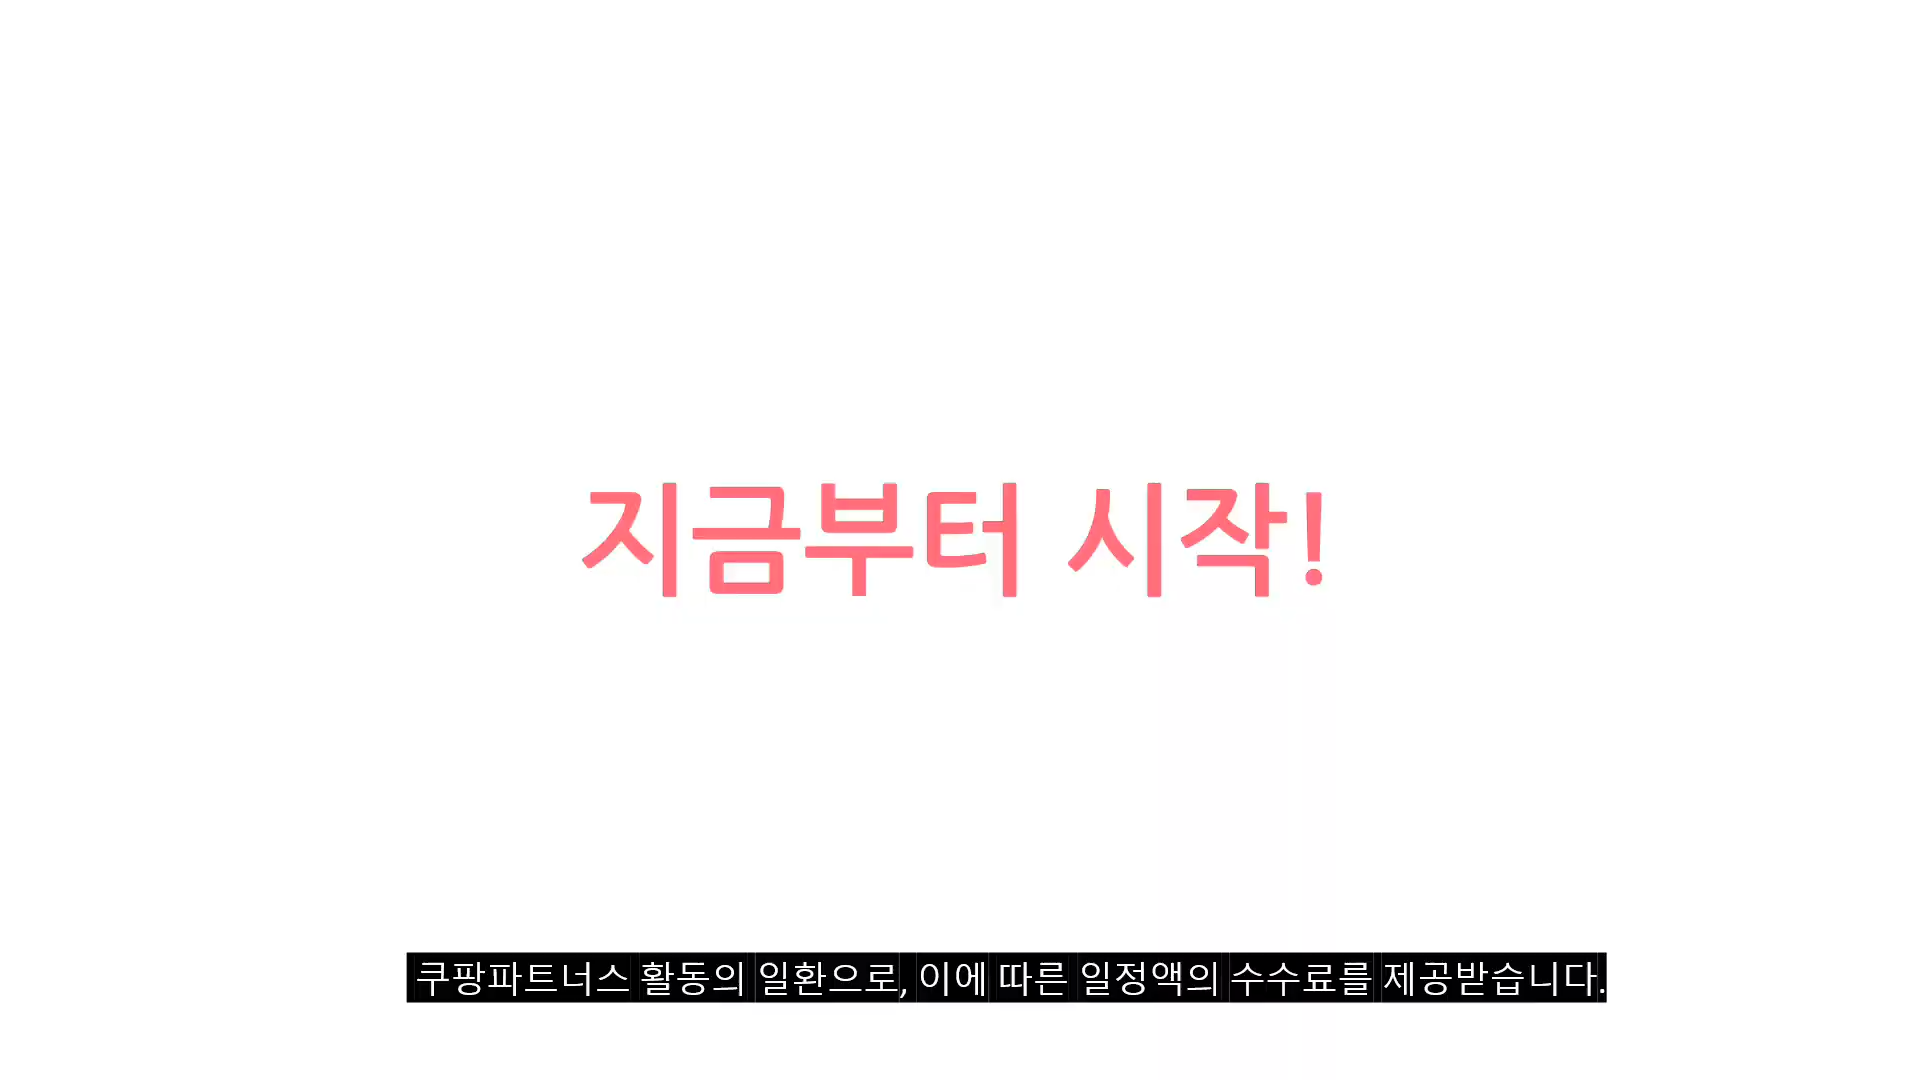 지금부터 시작!
쿠팡파트너스 활동의 일환으로, 이에 따른 일정액의 수수료를 제공받습니다.